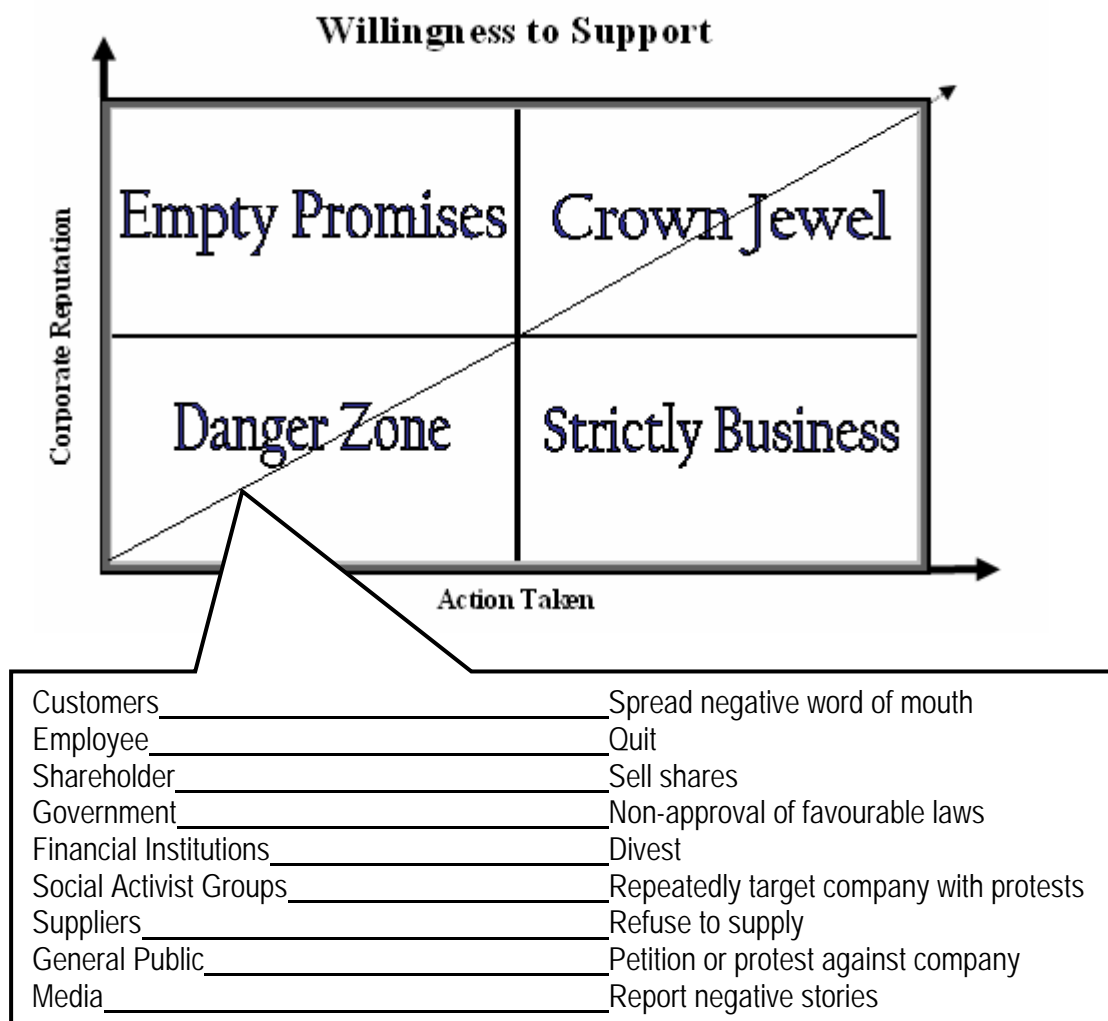 Willingness to Support
Corporate Reputation
Empty Promises
Crown Jewel
Danger Zone
Strictly Business
Action Taken
Customers Spread negative word of mouth
Employee Quit
Shareholder Sell shares
Government Non-approval of favourable laws
Financial Institutions Divest
Social Activist Groups Repeatedly target company with protests
Suppliers Refuse to supply
General Public Petition or protest against company
Media Report negative stories